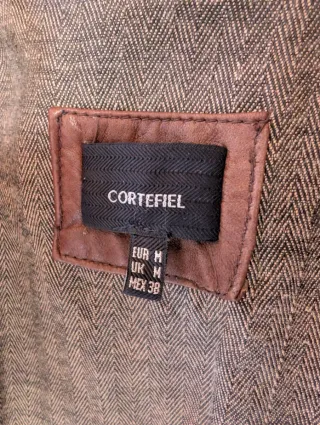 CORTEFIEL
EUR M
UK M
MEX 38